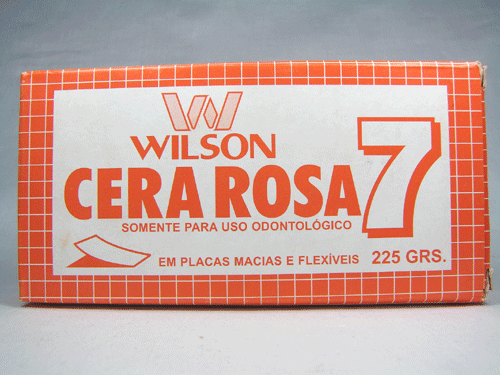 WILSON
CERA ROSA 7
SOMENTE PARA USO ODONTOLÓGICO
EM PLACAS MACIAS E FLEXÍVEIS 225 GRS.